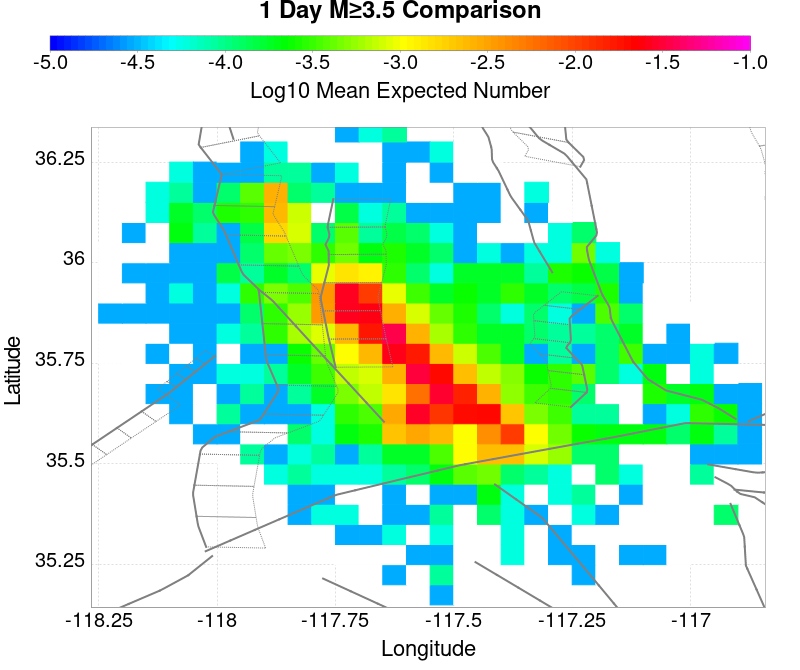 1 Day M≥3.5 Comparison
-5.0 -4.5 -4.0 -3.5 -3.0 -2.5 -2.0 -1.5 -1.0
Log10 Mean Expected Number
36.25
36
35.75
35.5
35.25
Latitude
-118.25 -118 -117.75 -117.5 -117.25 -117
Longitude